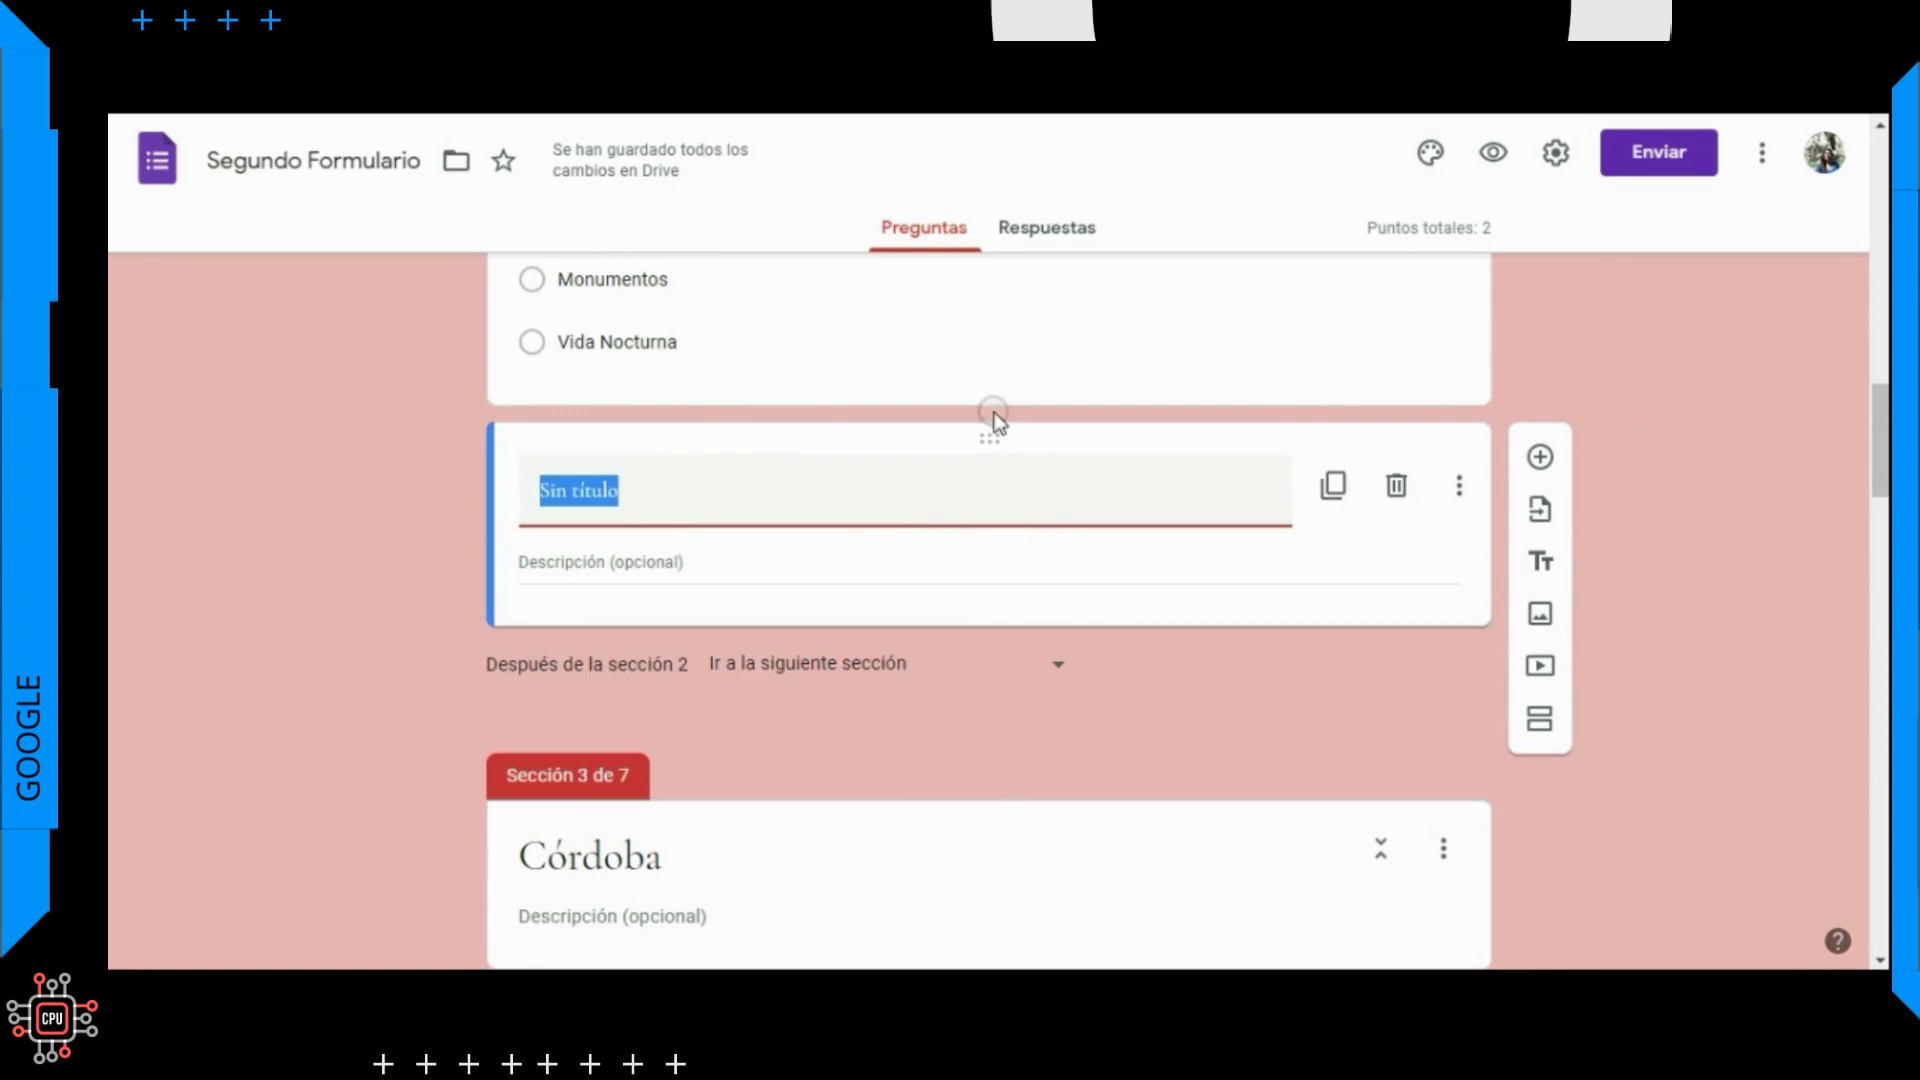 Segundo Formulario
Se han guardado todos los
cambios en Drive
Enviar
Preguntas
Respuestas
Puntos totales: 2
Monumentos
Vida Nocturna
Sin título
Descripción (opcional)
Después de la sección 2
Ir a la siguiente sección
Sección 3 de 7
Córdoba
Descripción (opcional)
GOOGLE
CPU